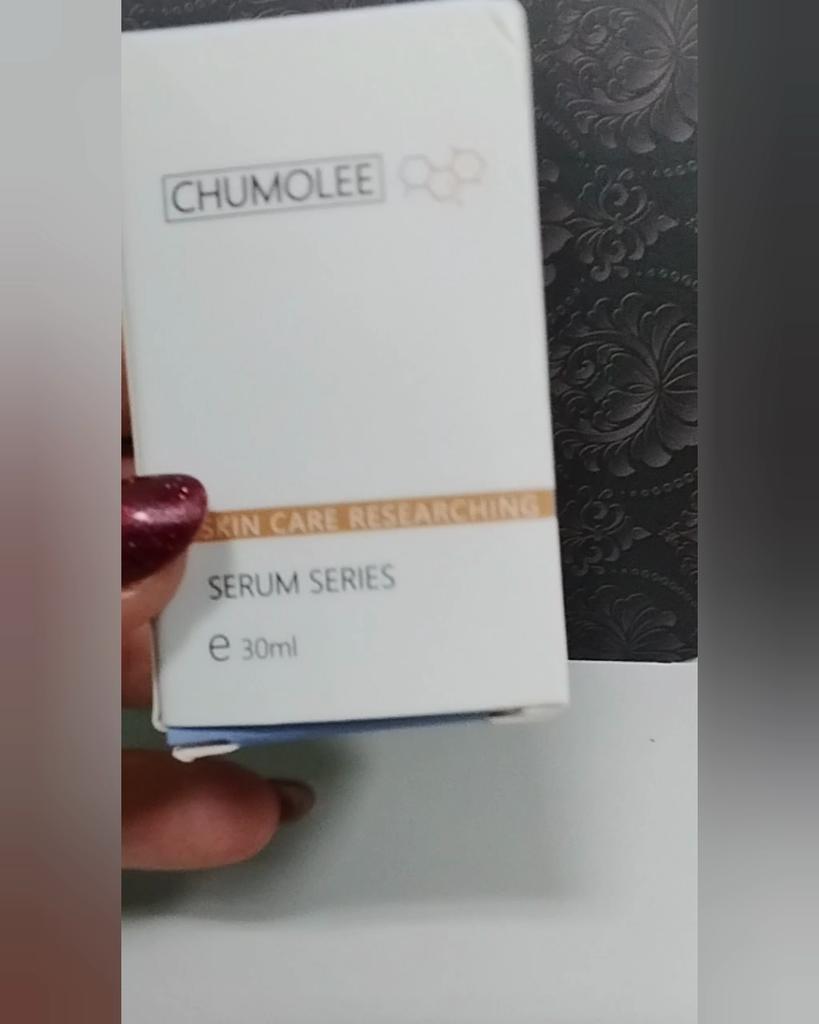 CHUMOLEE
SKIN CARE RESEARCHING
SERUM SERIES
e 30ml